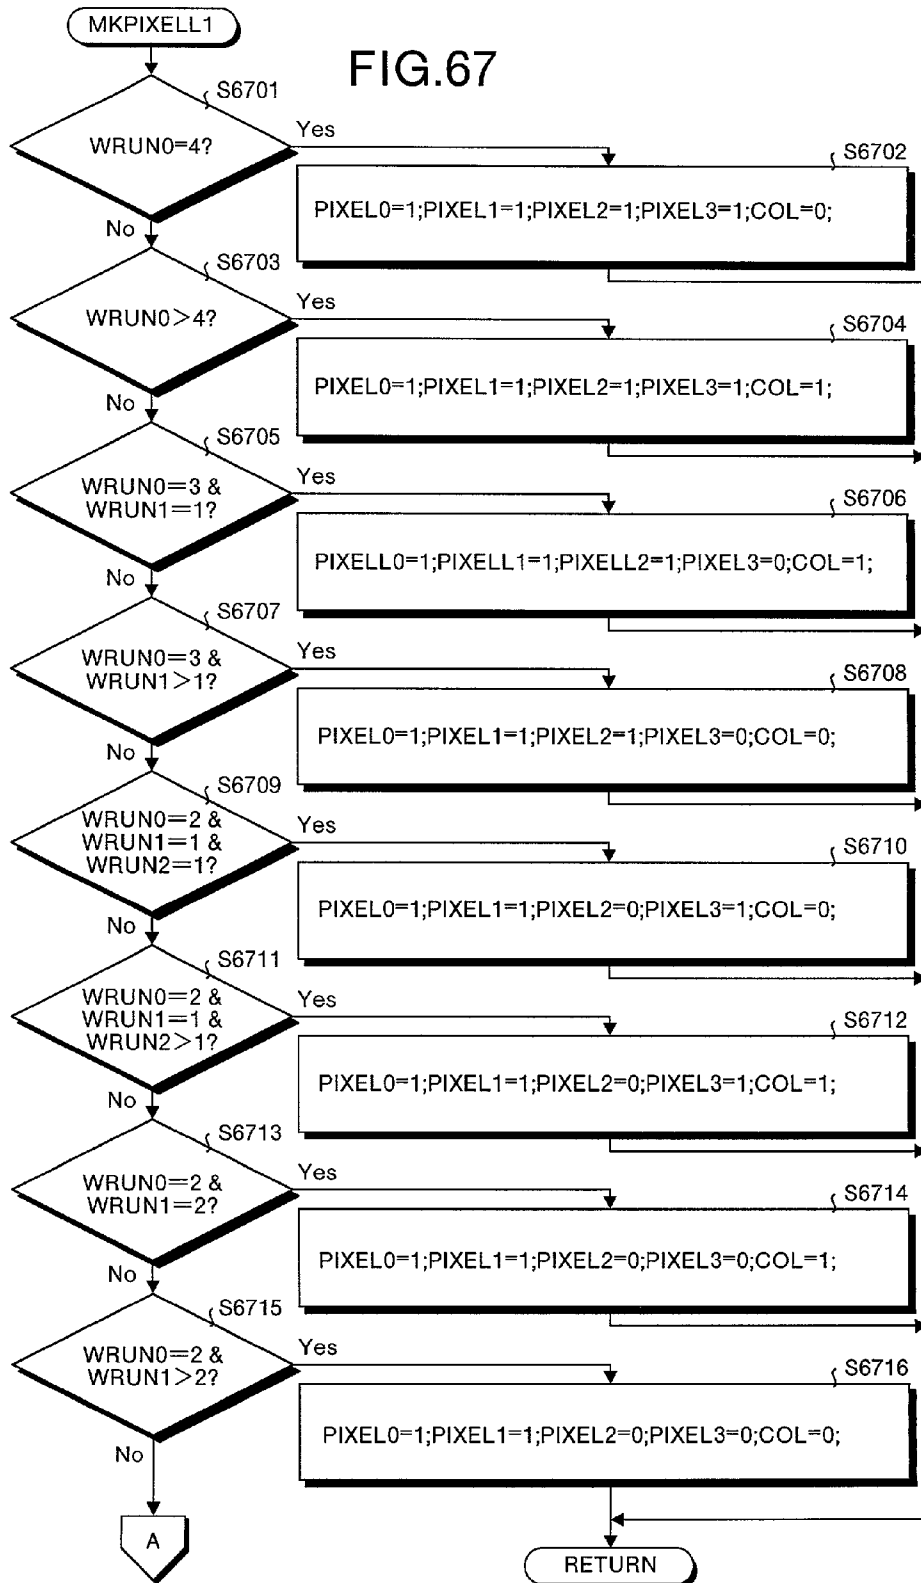 MKPIXELL1
FIG.67
S6701
WRUN0=4?
Yes
S6702
PIXEL0=1;PIXEL1=1;PIXEL2=1;PIXEL3=1;COL=0;
No
S6703
WRUN0>4?
Yes
S6704
PIXEL0=1;PIXEL1=1;PIXEL2=1;PIXEL3=1;COL=1;
No
S6705
WRUN0=3 &
WRUN1=1?
Yes
S6706
PIXELL0=1;PIXELL1=1;PIXELL2=1;PIXEL3=0;COL=1;
No
S6707
WRUN0=3 &
WRUN1>1?
Yes
S6708
PIXEL0=1;PIXEL1=1;PIXEL2=1;PIXEL3=0;COL=0;
No
S6709
WRUN0=2 &
WRUN1=1 &
WRUN2=1?
Yes
S6710
PIXEL0=1;PIXEL1=1;PIXEL2=0;PIXEL3=1;COL=0;
No
S6711
WRUN0=2 &
WRUN1=1 &
WRUN2>1?
Yes
S6712
PIXEL0=1;PIXEL1=1;PIXEL2=0;PIXEL3=1;COL=1;
No
S6713
WRUN0=2 &
WRUN1=2?
Yes
S6714
PIXEL0=1;PIXEL1=1;PIXEL2=0;PIXEL3=0;COL=1;
No
S6715
WRUN0=2 &
WRUN1>2?
Yes
S6716
PIXEL0=1;PIXEL1=1;PIXEL2=0;PIXEL3=0;COL=0;
No
A
RETURN